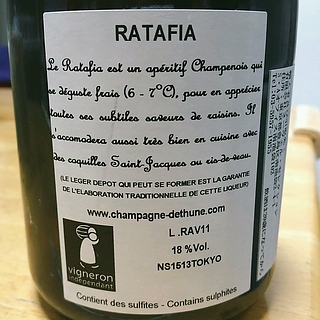 RATAFIA
Le Ratafia est un apéritif Champenois qui
se déguste frais (6 - 7°C), pour en apprécier
toutes ses subtiles saveurs de raisins. Il
s'accomodera aussi très bien en cuisine avec
des coquilles Saint-Jacques ou ris-de-veau.
(LE LEGER DEPOT QUI PEUT SE FORMER EST LA GARANTIE
DE L'ELABORATION TRADITIONNELLE DE CETTE LIQUEUR)
www.champagne-dethune.com
L .RAV11
18 % Vol.
NS1513TOKYO
vigneron
indépendant
Contient des sulfites - Contains sulphites